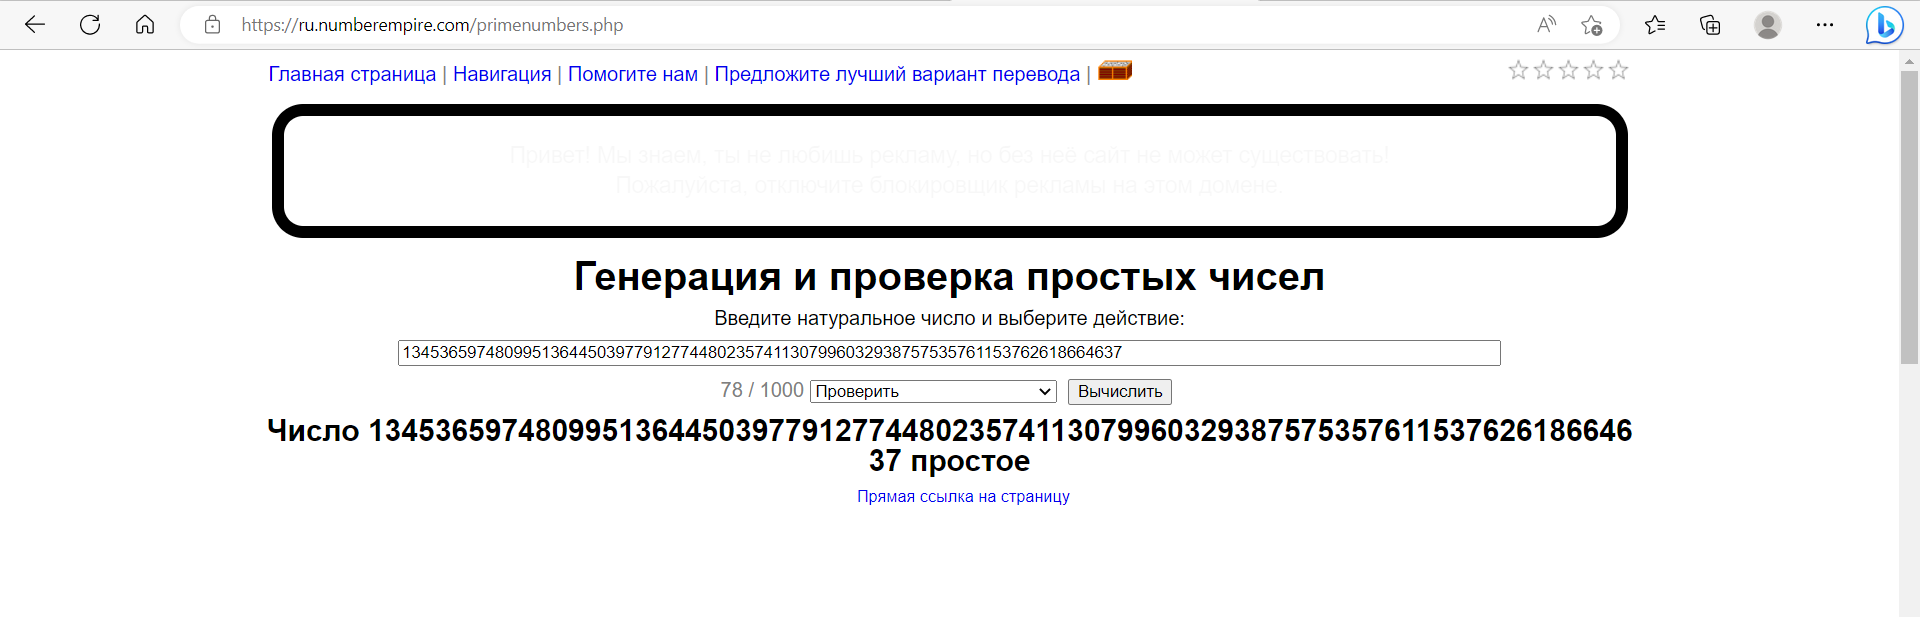 https://ru.numberempire.com/primenumbers.php
Главная страница | Навигация | Помогите нам | Предложите лучший вариант перевода |
Привет! Мы знаем, ты не любишь рекламу, но без неё сайт не может существовать!
Пожалуйста, отключите блокировщик рекламы на этом домене.
Генерация и проверка простых чисел
Введите натуральное число и выберите действие:
134536597480995136445039779127744802357411307996032938757535761153762618664637
78 / 1000 Проверить Вычислить
Число 1345365974809951364450397791277448023574113079960329387575357611537626186646
37 простое
Прямая ссылка на страницу